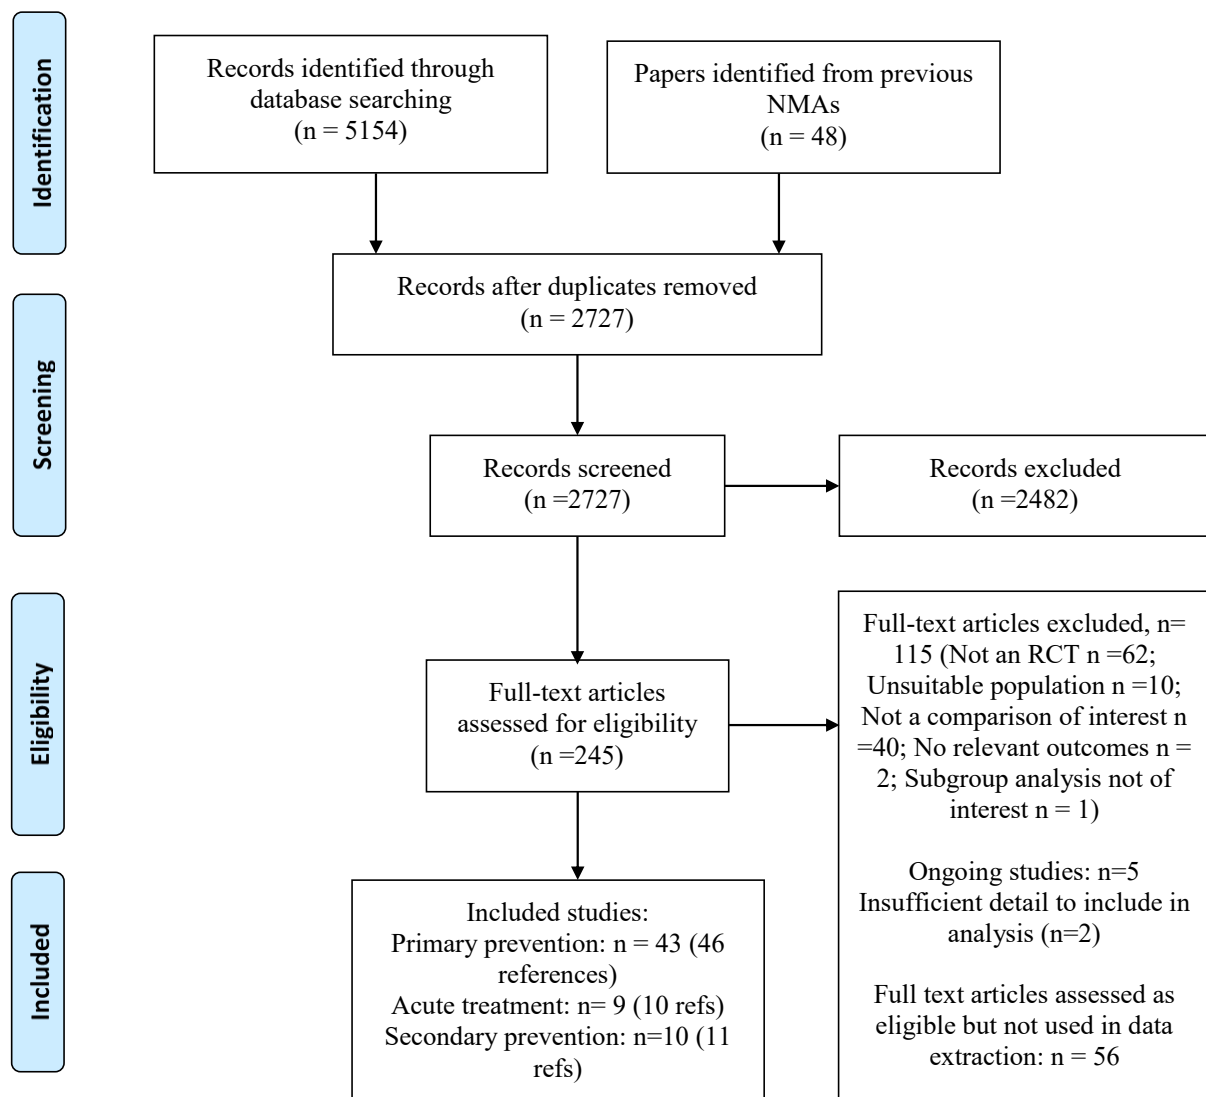 Identification
Records identified through
database searching
(n = 5154)
Papers identified from previous
NMAs
(n = 48)
Records after duplicates removed
(n = 2727)
Screening
Records screened
(n =2727)
Records excluded
(n =2482)
Eligibility
Full-text articles
assessed for eligibility
(n =245)
Full-text articles excluded, n=
115 (Not an RCT n =62;
Unsuitable population n =10;
Not a comparison of interest n
=40; No relevant outcomes n =
2; Subgroup analysis not of
interest n = 1)
Ongoing studies: n=5
Insufficient detail to include in
analysis (n=2)
Full text articles assessed as
eligible but not used in data
extraction: n = 56
Included
Included studies:
Primary prevention: n = 43 (46
references)
Acute treatment: n= 9 (10 refs)
Secondary prevention: n=10 (11
refs)